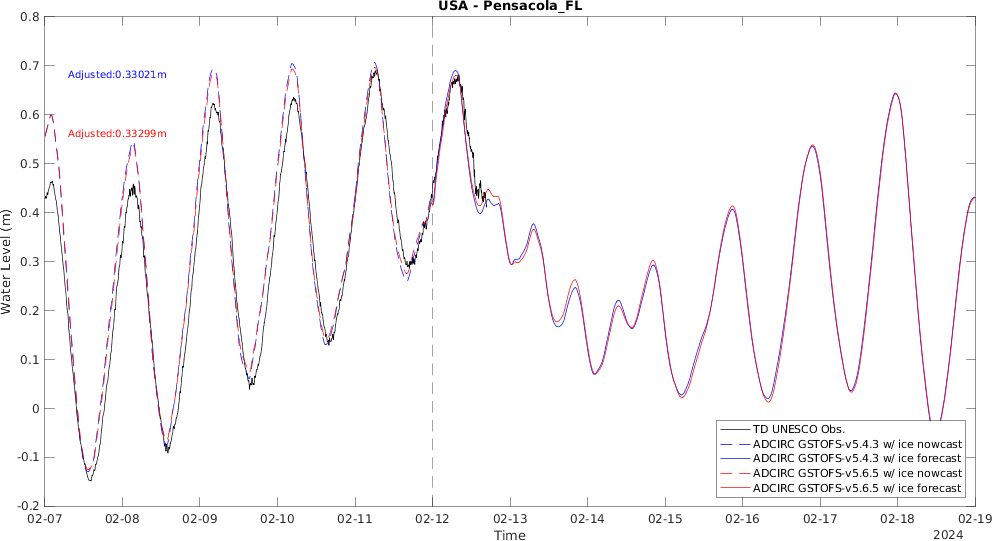 USA - Pensacola_FL
0.8
0.7
0.6
0.5
0.4
0.3
0.2
0.1
0
-0.1
-0.2
Water Level (m)
Adjusted:0.33021m
Adjusted:0.33299m
TD UNESCO Obs.
ADCIRC GSTOFS-v5.4.3 w/ ice nowcast
ADCIRC GSTOFS-v5.4.3 w/ ice forecast
ADCIRC GSTOFS-v5.6.5 w/ ice nowcast
ADCIRC GSTOFS-v5.6.5 w/ ice forecast
02-07 02-08 02-09 02-10 02-11 02-12 02-13 02-14 02-15 02-16 02-17 02-18 02-19
Time
2024